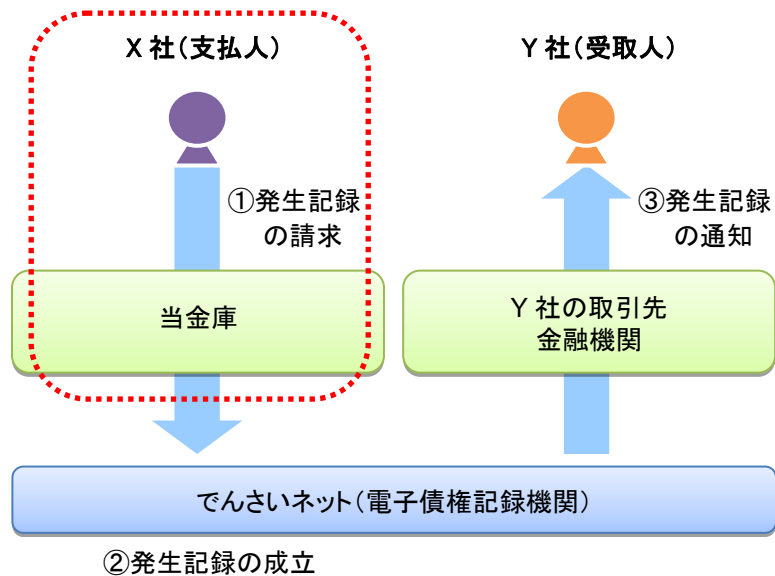 X 社（支払人）
Y 社（受取人）
①発生記録
の請求
③発生記録
の通知
当金庫
Y 社の取引先
金融機関
でんさいネット（電子債権記録機関）
②発生記録の成立